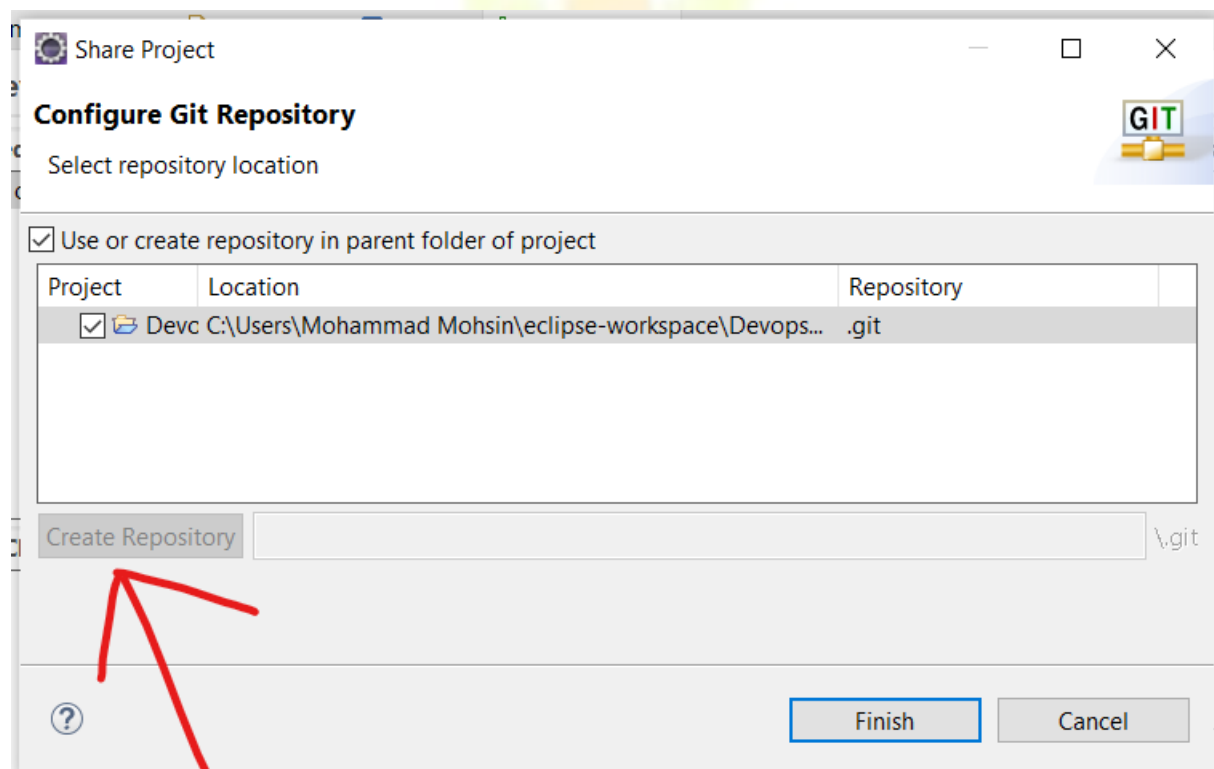 Share Project
Configure Git Repository
GIT
Select repository location
Use or create repository in parent folder of project
Project Location Repository
Devc C:\Users\Mohammad Mohsin\eclipse-workspace\Devops... .git
Create Repository \.git
? Finish Cancel